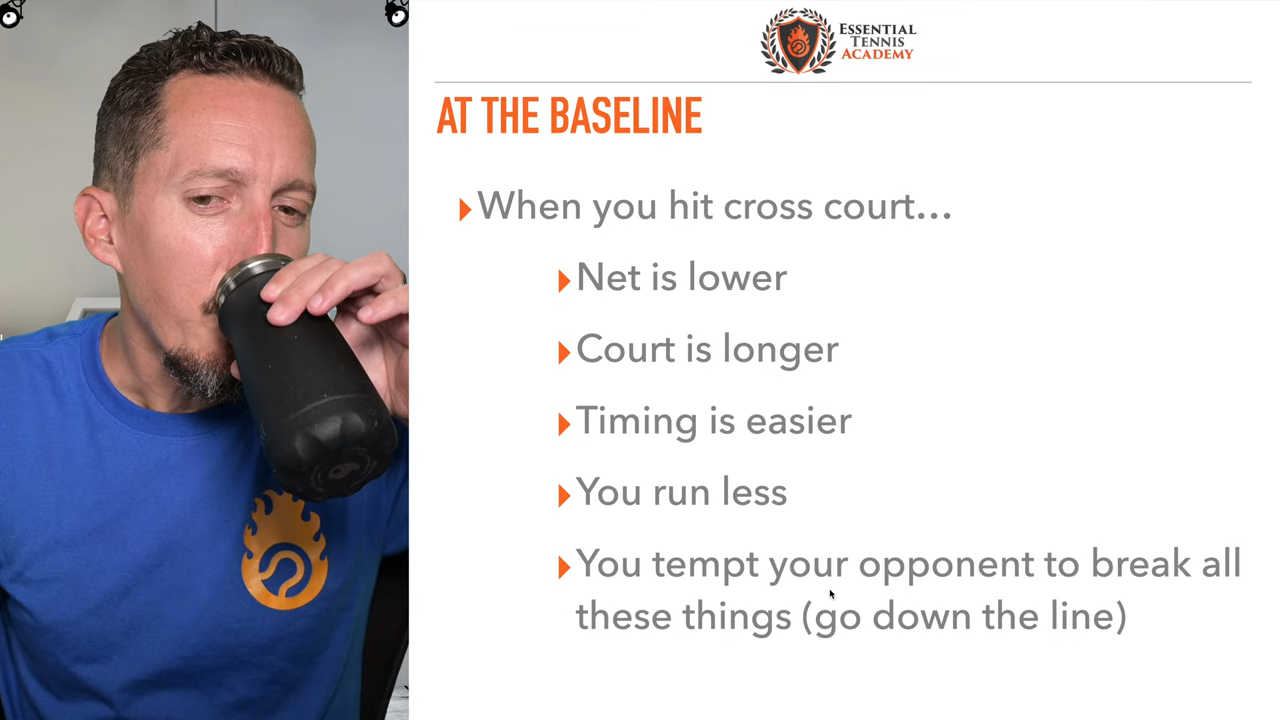 ESSENTIAL
TENNIS
ACADEMY
AT THE BASELINE
When you hit cross court...
Net is lower
Court is longer
Timing is easier
You run less
You tempt your opponent to break all
these things (go down the line)